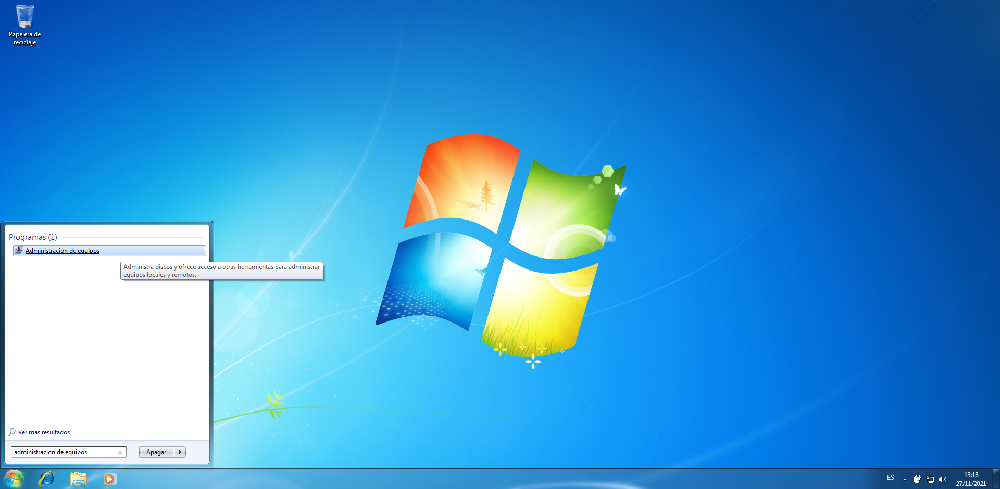 Papelera de
reciclaje
Programas (1)
Administración de equipos
Administra discos y ofrece acceso a otras herramientas para administrar
equipos locales y remotos.
Ver más resultados
administracion de equipos
Apagar
ES
13:18
27/11/2021